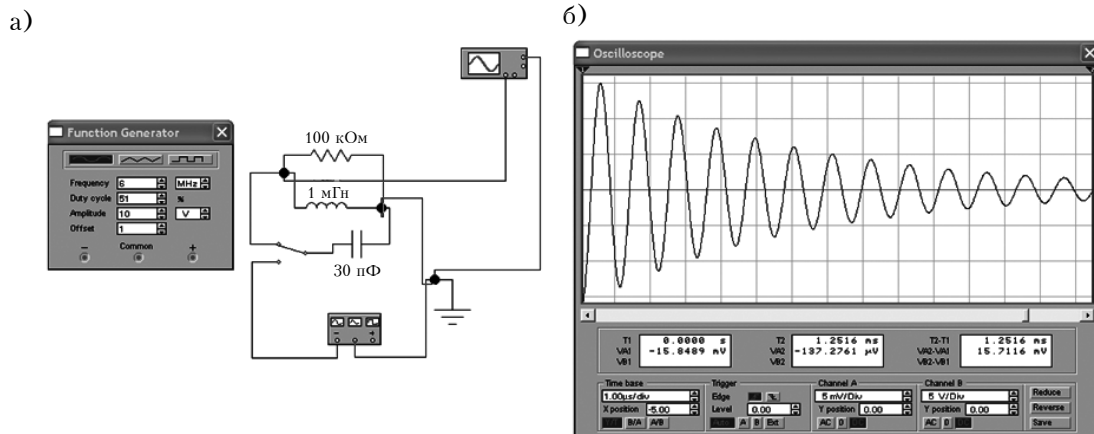 а)
Function Generator
Frequency 6 MHz
Duty cycle 51 %
Amplitude 10 V
Offset 1
− Common +
100 кОм
1 мГн
30 пФ
− +
б)
Oscilloscope
T1 0.0000 s
VA1 -15.8489 mV
VB1
T2 1.2516 ms
VA2 -137.2761 µV
VB2
T2-T1 1.2516 ms
VA2-VA1 15.7116 mV
VB2-VB1
Time base
1.00µs/div
X position -5.00
B/A A/B
Trigger
Edge
Level 0.00
A B Ext
Channel A
5 mV/Div
Y position 0.00
AC 0
Channel B
5 V/Div
Y position 0.00
AC 0
Reduce
Reverse
Save